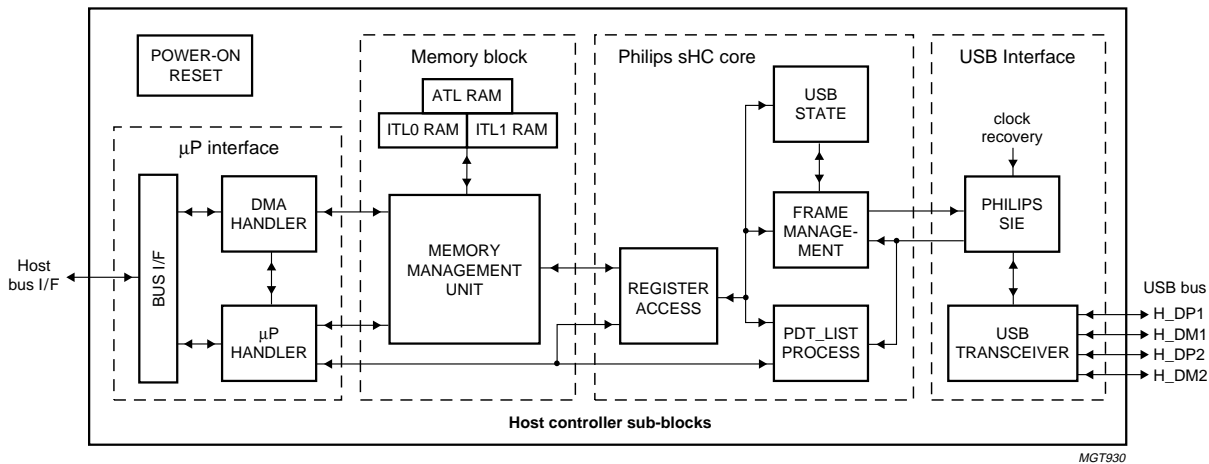 POWER-ON
RESET
Memory block
ATL RAM
ITL0 RAM
ITL1 RAM
Philips sHC core
USB
STATE
USB Interface
clock
recovery
µP interface
DMA
HANDLER
BUS I/F
Host
bus I/F
µP
HANDLER
MEMORY
MANAGEMENT
UNIT
REGISTER
ACCESS
FRAME
MANAGE-
MENT
PDT_LIST
PROCESS
PHILIPS
SIE
USB
TRANSCEIVER
USB bus
H_DP1
H_DM1
H_DP2
H_DM2
Host controller sub-blocks
MGT930